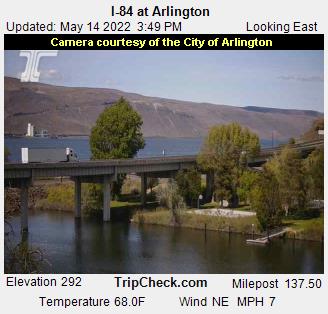 I-84 at Arlington
Updated: May 14 2022 3:49 PM Looking East
Camera courtesy of the City of Arlington
Elevation 292 TripCheck.com Milepost 137.50
Temperature 68.0F Wind NE MPH 7